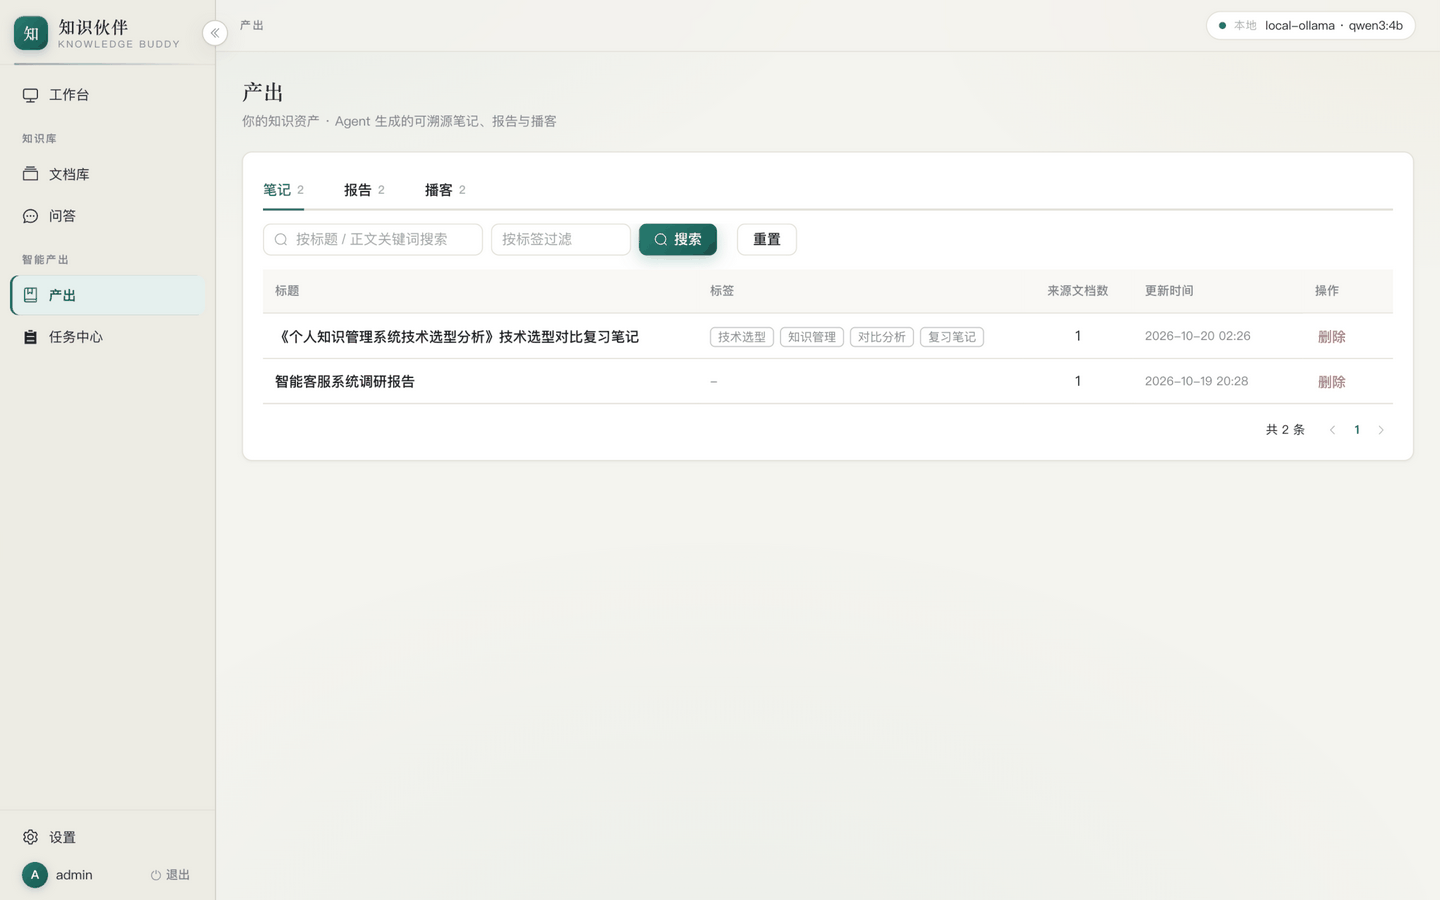 知
知识伙伴
KNOWLEDGE BUDDY
工作台
知识库
文档库
问答
智能产出
产出
任务中心
设置
A
admin
退出
产出
本地 local-ollama · qwen3:4b
产出
你的知识资产 · Agent 生成的可溯源笔记、报告与播客
笔记 2 报告 2 播客 2
按标题 / 正文关键词搜索 按标签过滤 搜索 重置
标题 标签 来源文档数 更新时间 操作
《个人知识管理系统技术选型分析》技术选型对比复习笔记 技术选型 知识管理 对比分析 复习笔记 1 2026-10-20 02:26 删除
智能客服系统调研报告 – 1 2026-10-19 20:28 删除
共 2 条 1